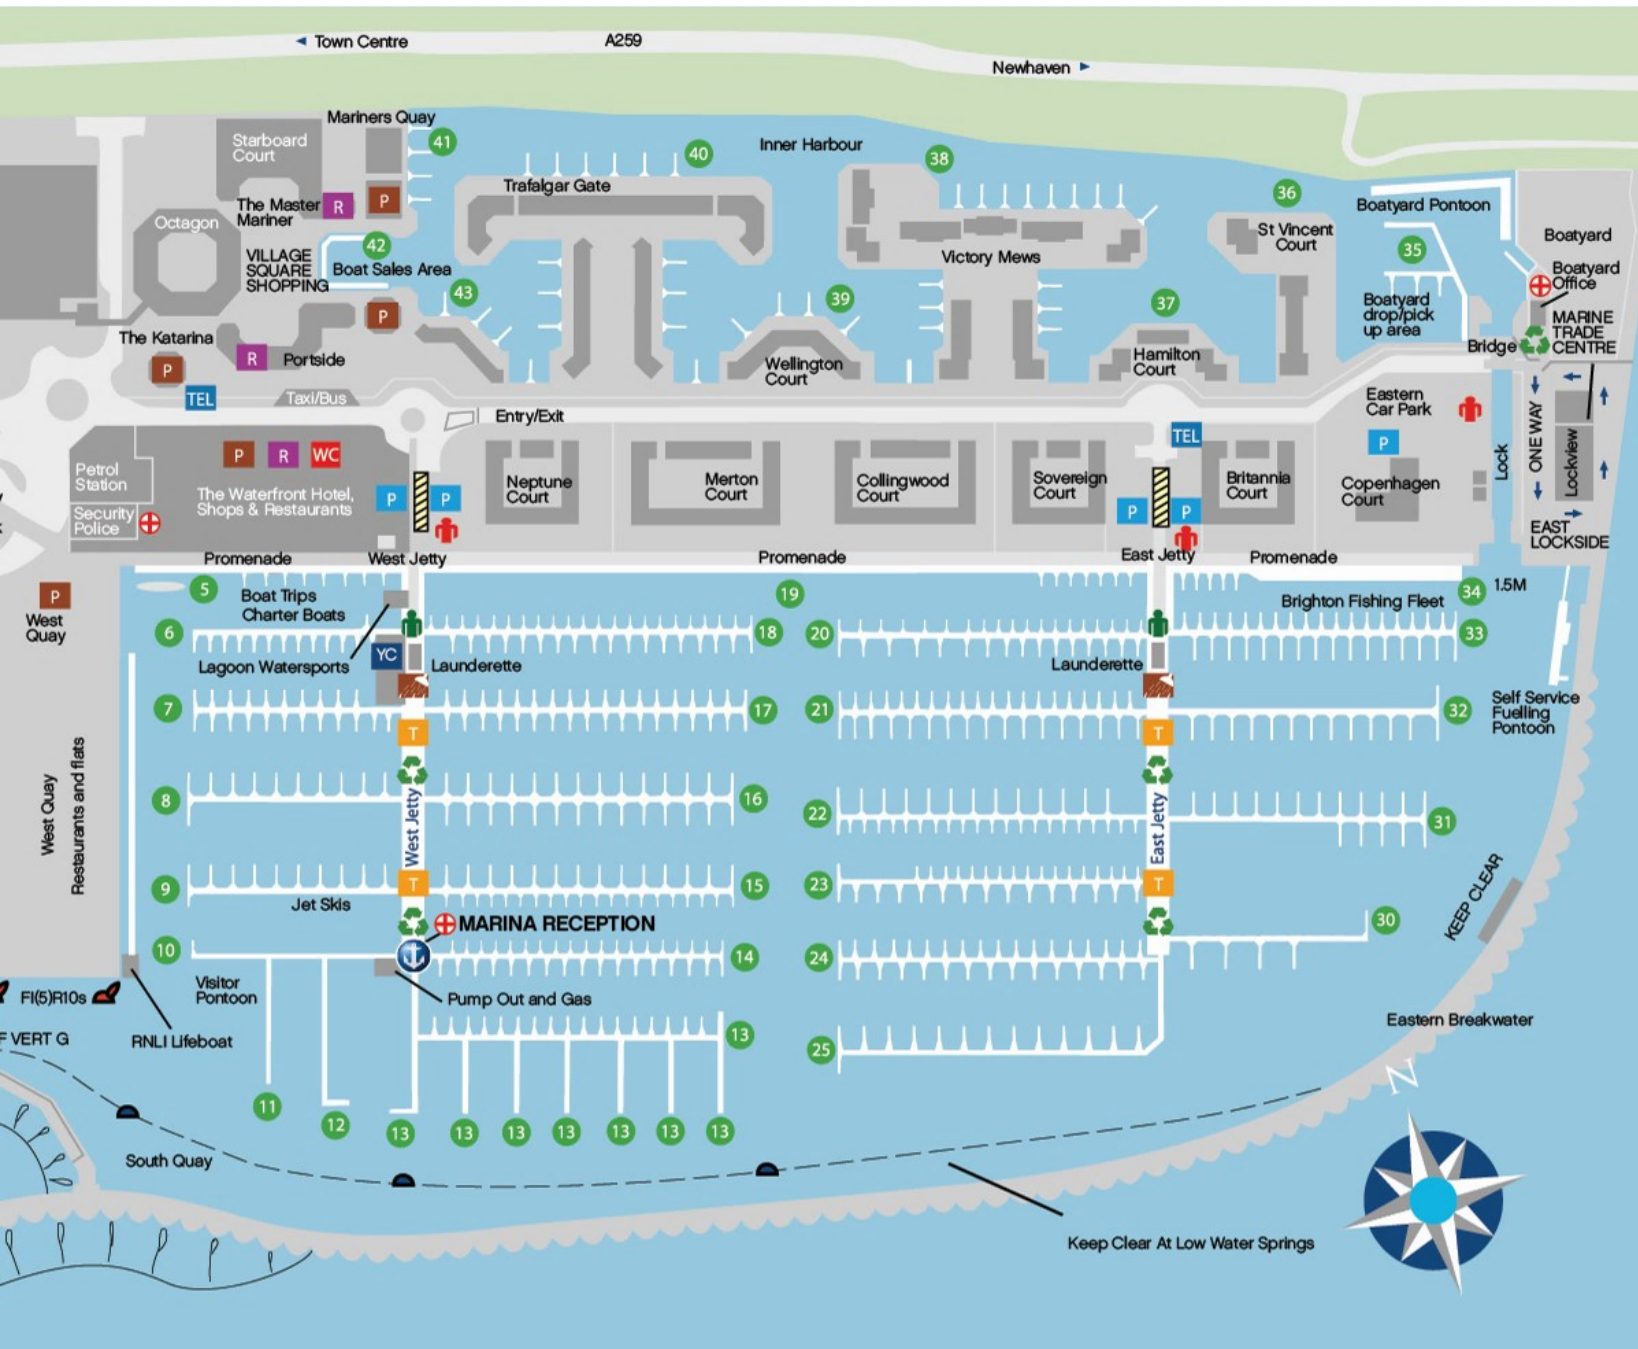 Town Centre
A259
Newhaven
Mariners Quay
41
Starboard
Court
40
Inner Harbour
38
36
Trafalgar Gate
The Master
Mariner
R
P
Octagon
42
Boat Sales Area
VILLAGE
SQUARE
SHOPPING
43
P
39
Victory Mews
37
St Vincent
Court
Boatyard Pontoon
35
Boatyard
drop/pick
up area
Boatyard
Boatyard
Office
MARINE
TRADE
CENTRE
Bridge
The Katarina
P
R
Portside
TEL
Taxi/Bus
Wellington
Court
Hamilton
Court
Entry/Exit
Eastern
Car Park
P
Copenhagen
Court
Lock
ONE WAY
Lockview
EAST
LOCKSIDE
Petrol
Station
Security
Police
P
R
WC
The Waterfront Hotel,
Shops & Restaurants
P
P
Neptune
Court
Merton
Court
Collingwood
Court
Sovereign
Court
TEL
P
P
Britannia
Court
Promenade
West Jetty
Promenade
East Jetty
Promenade
P
West
Quay
5
Boat Trips
Charter Boats
19
34
1.5M
Brighton Fishing Fleet
6
18
20
33
Lagoon Watersports
YC
Launderette
Launderette
7
17
21
32
Self Service
Fuelling
Pontoon
T
T
West Quay
Restaurants and flats
8
West Jetty
16
22
East Jetty
31
9
T
15
23
T
Jet Skis
MARINA RECEPTION
30
KEEP CLEAR
10
14
24
Visitor
Pontoon
Pump Out and Gas
Fl(5)R10s
F VERT G
RNLI Lifeboat
13
25
Eastern Breakwater
11
12
13
13
13
13
13
13
13
N
South Quay
Keep Clear At Low Water Springs